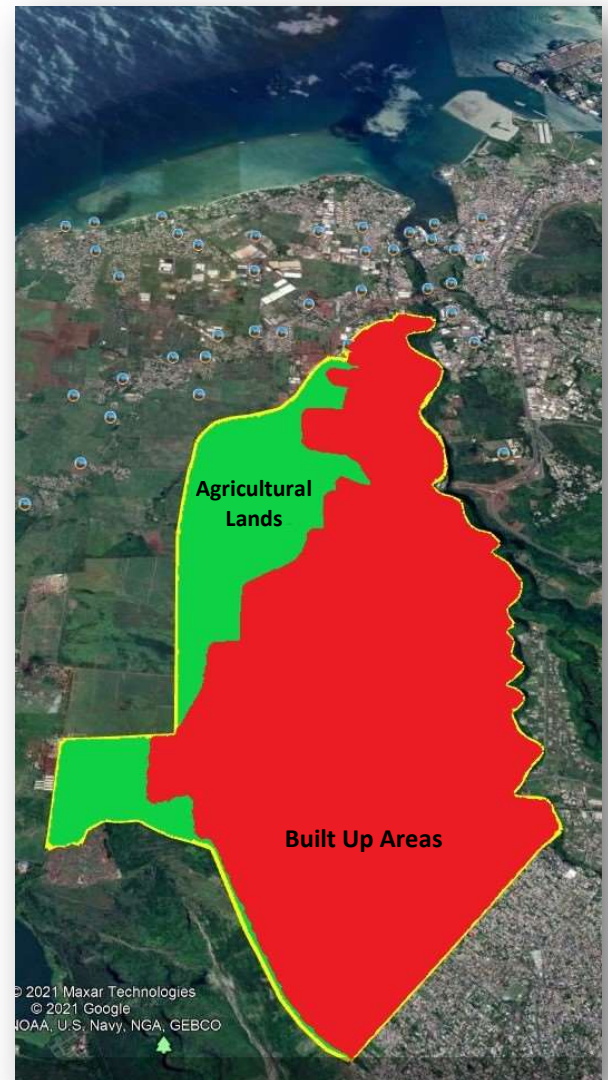 Agricultural
Lands
Built Up Areas
© 2021 Maxar Technologies
© 2021 Google
NOAA, U.S. Navy, NGA, GEBCO